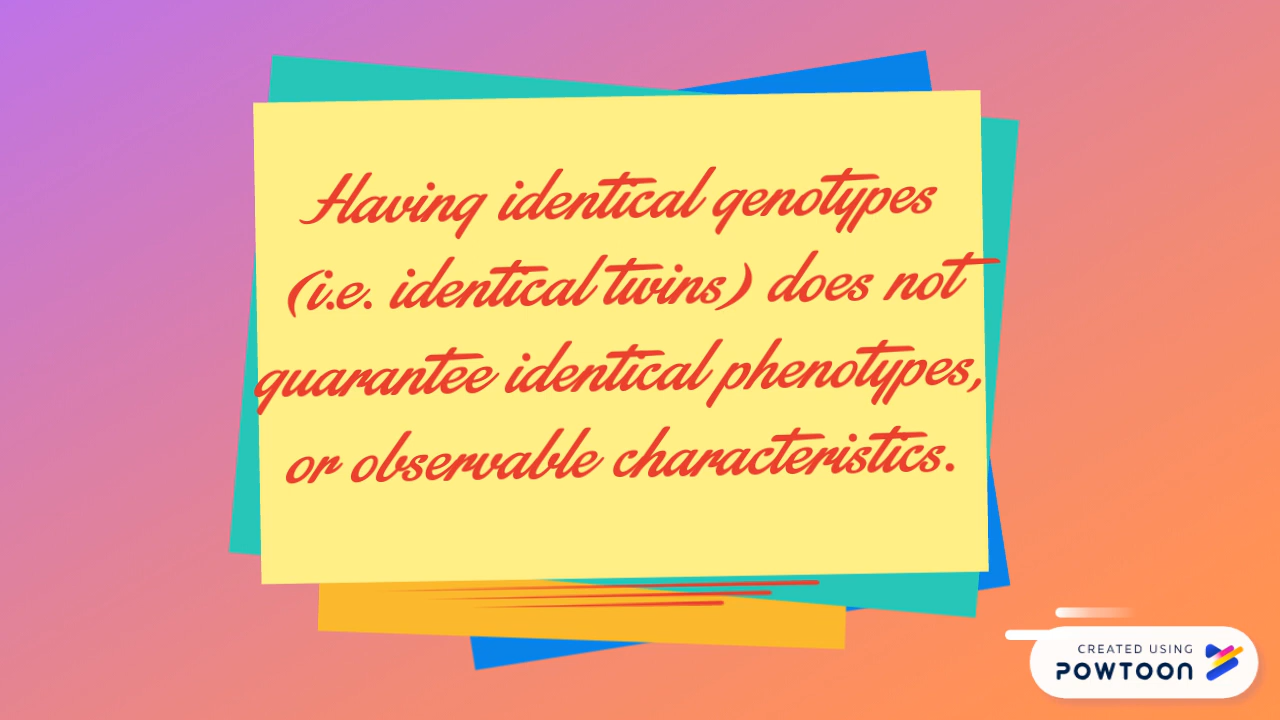 Having identical genotypes
(i.e. identical twins) does not
guarantee identical phenotypes,
or observable characteristics.
CREATED USING
POWTOON